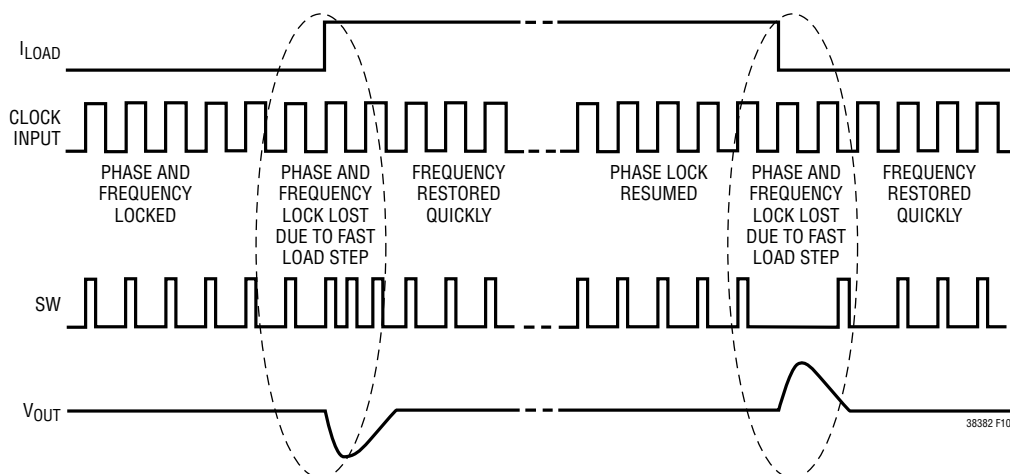 ILOAD
CLOCK
INPUT
PHASE AND
FREQUENCY
LOCKED
PHASE AND
FREQUENCY
LOCK LOST
DUE TO FAST
LOAD STEP
FREQUENCY
RESTORED
QUICKLY
PHASE LOCK
RESUMED
PHASE AND
FREQUENCY
LOCK LOST
DUE TO FAST
LOAD STEP
FREQUENCY
RESTORED
QUICKLY
SW
VOUT
38382 F10